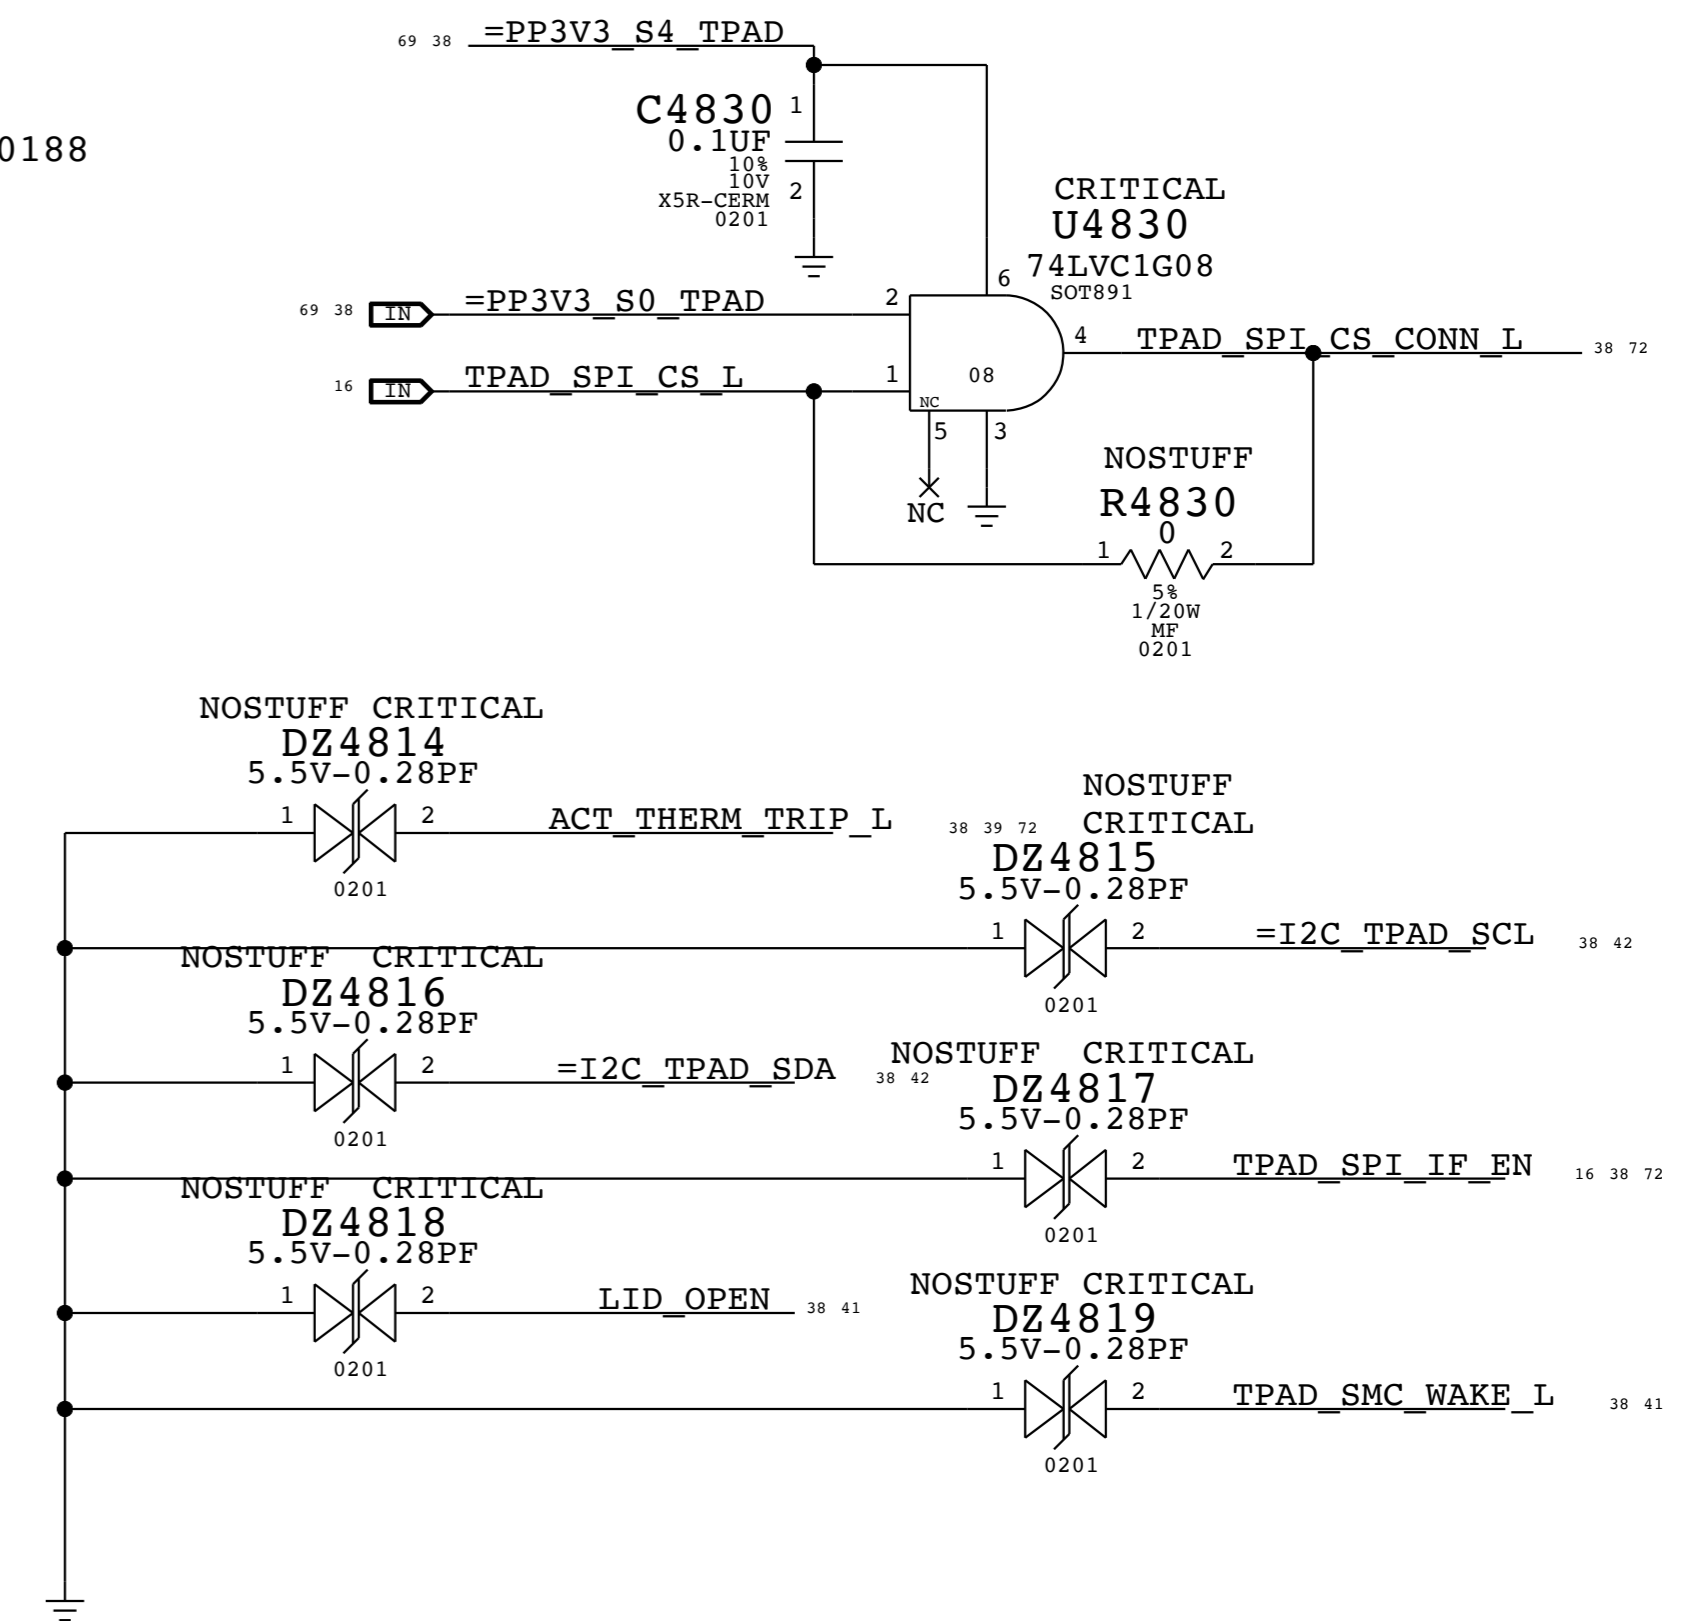 69 38 =PP3V3_S4_TPAD
0188
C4830
0.1UF
10%
10V
X5R-CERM
0201
1
2
CRITICAL
U4830
74LVC1G08
SOT891
6
69 38 IN =PP3V3_S0_TPAD 2
4 TPAD_SPI_CS_CONN_L 38 72
16 IN TPAD_SPI_CS_L 1
08
NC
5 3
NC
NOSTUFF
R4830
0
1 2
5%
1/20W
MF
0201
NOSTUFF CRITICAL
DZ4814
5.5V-0.28PF
1 2 ACT_THERM_TRIP_L 38 39 72
0201
NOSTUFF
CRITICAL
DZ4815
5.5V-0.28PF
1 2 =I2C_TPAD_SCL 38 42
0201
NOSTUFF CRITICAL
DZ4816
5.5V-0.28PF
1 2 =I2C_TPAD_SDA 38 42
0201
NOSTUFF CRITICAL
DZ4817
5.5V-0.28PF
1 2 TPAD_SPI_IF_EN 16 38 72
0201
NOSTUFF CRITICAL
DZ4818
5.5V-0.28PF
1 2 LID_OPEN 38 41
0201
NOSTUFF CRITICAL
DZ4819
5.5V-0.28PF
1 2 TPAD_SMC_WAKE_L 38 41
0201